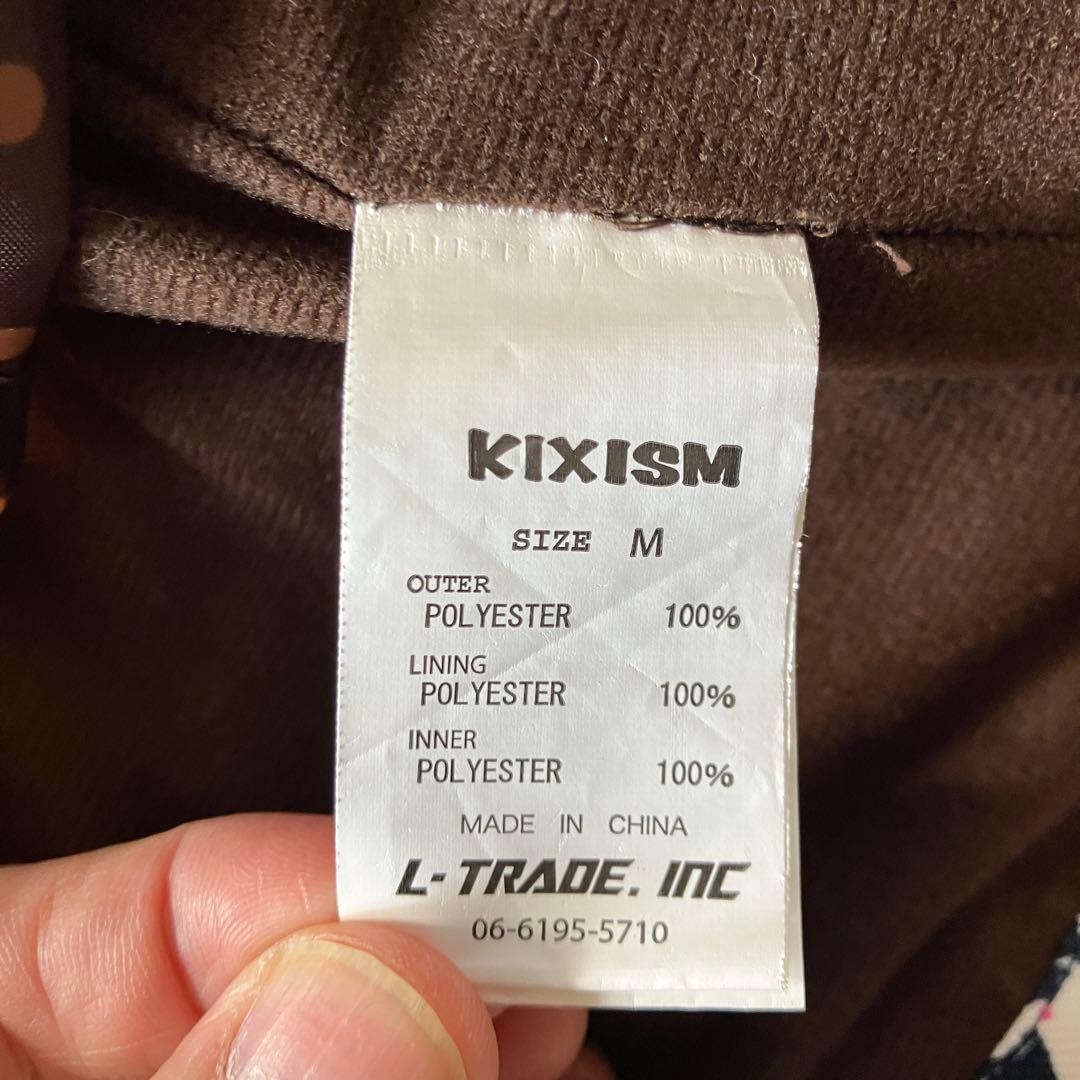 KIXISM
SIZE M
OUTER
POLYESTER 100%
LINING
POLYESTER 100%
INNER
POLYESTER 100%
MADE IN CHINA
L-TRADE. INC
06-6195-5710